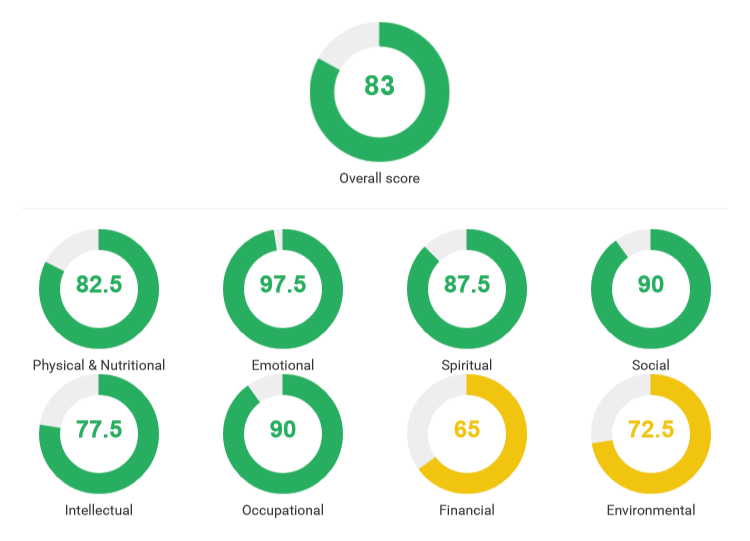 83
Overall score
82.5
97.5
87.5
90
Physical & Nutritional
Emotional
Spiritual
Social
77.5
90
65
72.5
Intellectual
Occupational
Financial
Environmental